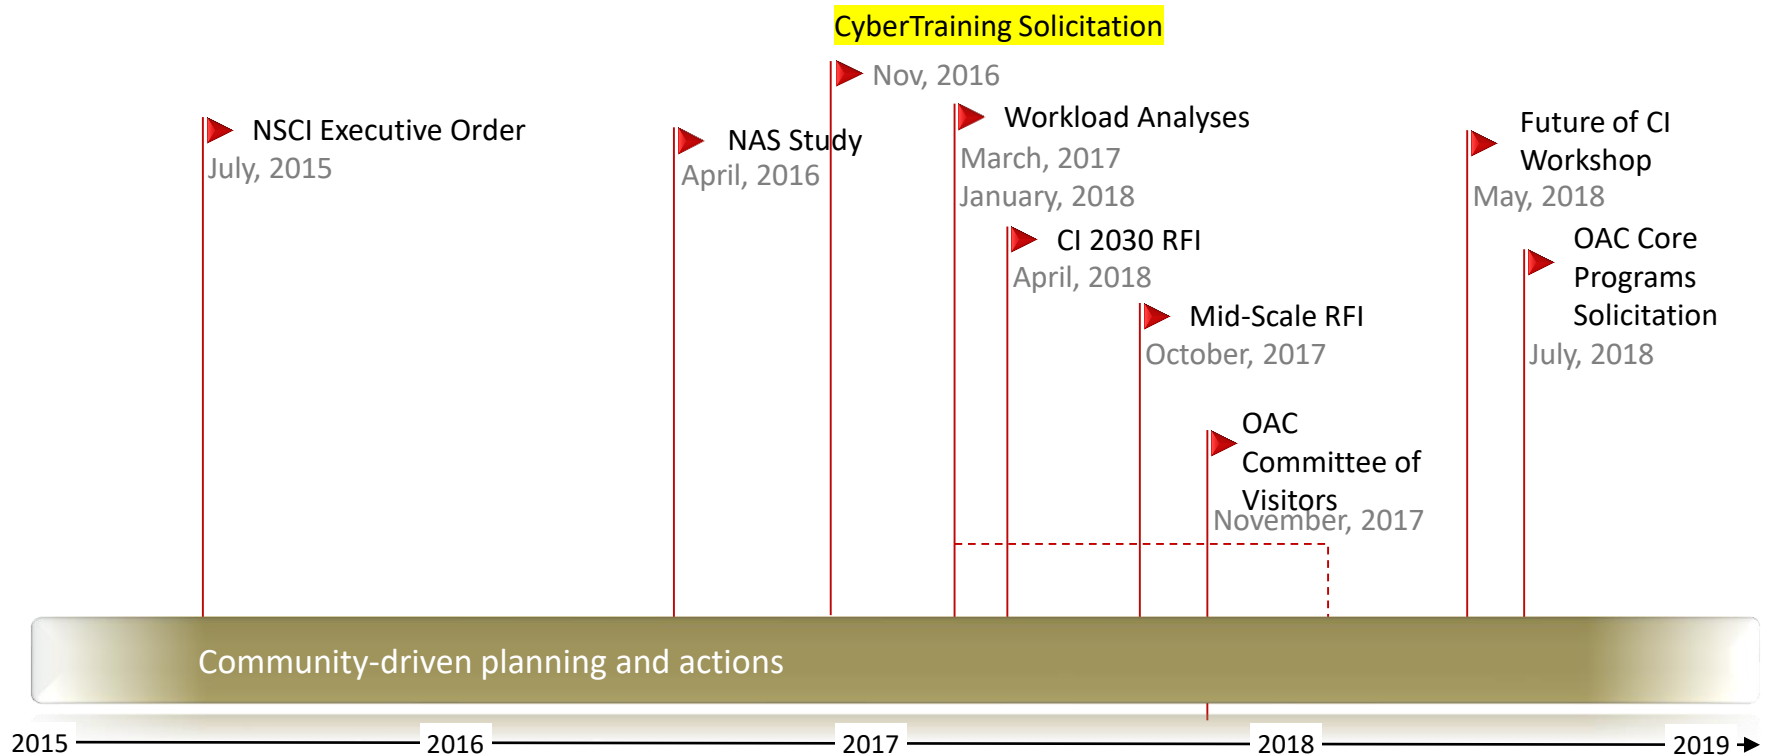 CyberTraining Solicitation
Nov, 2016
NSCI Executive Order
July, 2015
NAS Study
April, 2016
Workload Analyses
March, 2017
January, 2018
CI 2030 RFI
April, 2018
Mid-Scale RFI
October, 2017
OAC
Committee of
Visitors
November, 2017
Future of CI
Workshop
May, 2018
OAC Core
Programs
Solicitation
July, 2018
Community-driven planning and actions
2015
2016
2017
2018
2019